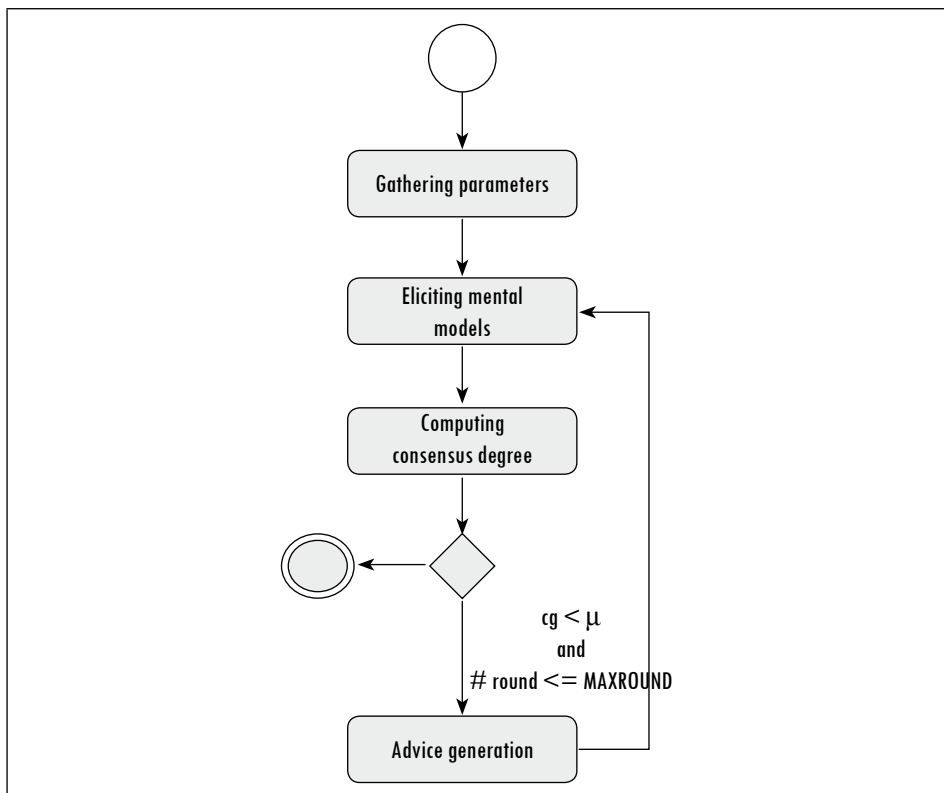 Gathering parameters
Eliciting mental
models
Computing
consensus degree
cg < μ
and
# round <= MAXROUND
Advice generation